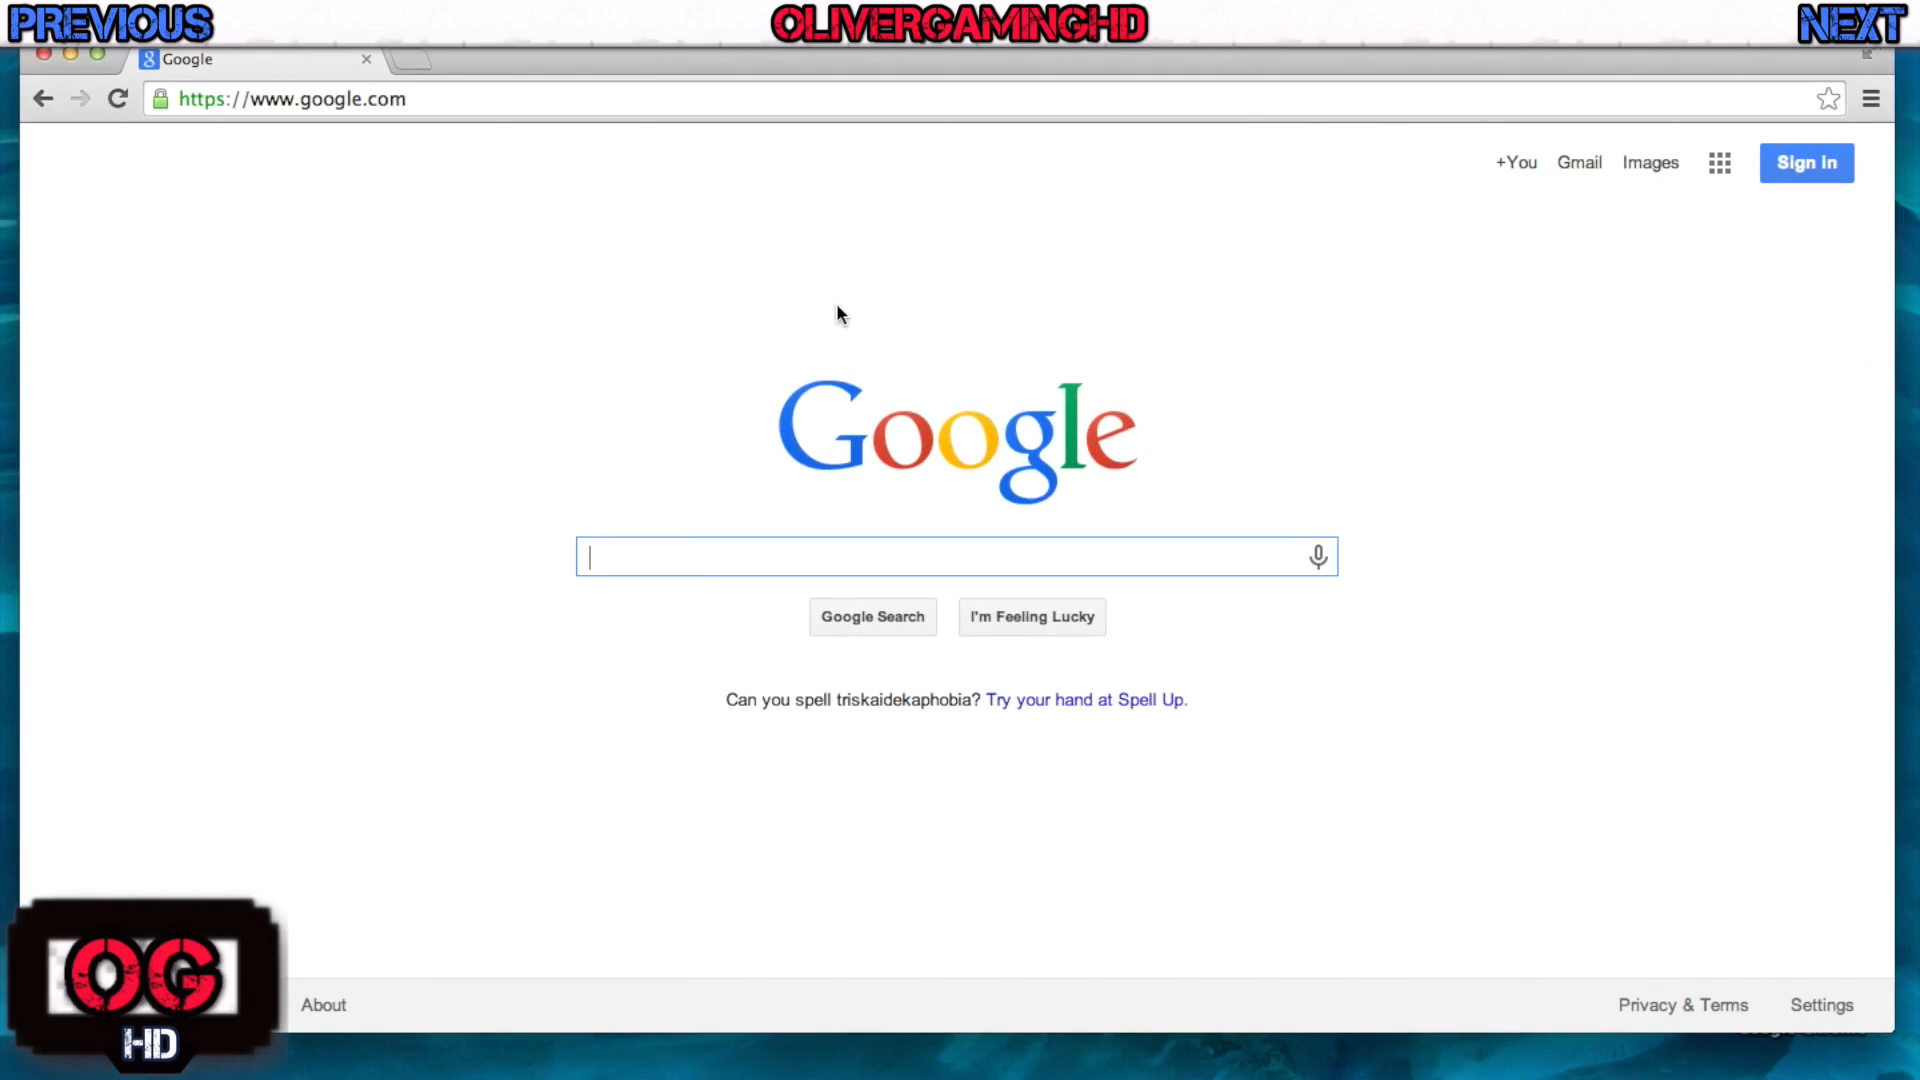 PREVIOUS
OLIVERGAMINGHD
NEXT
Google
https://www.google.com
+You
Gmail
Images
Sign in
Google
Google Search
I'm Feeling Lucky
Can you spell triskaidekaphobia? Try your hand at Spell Up.
OG
HD
About
Privacy & Terms
Settings